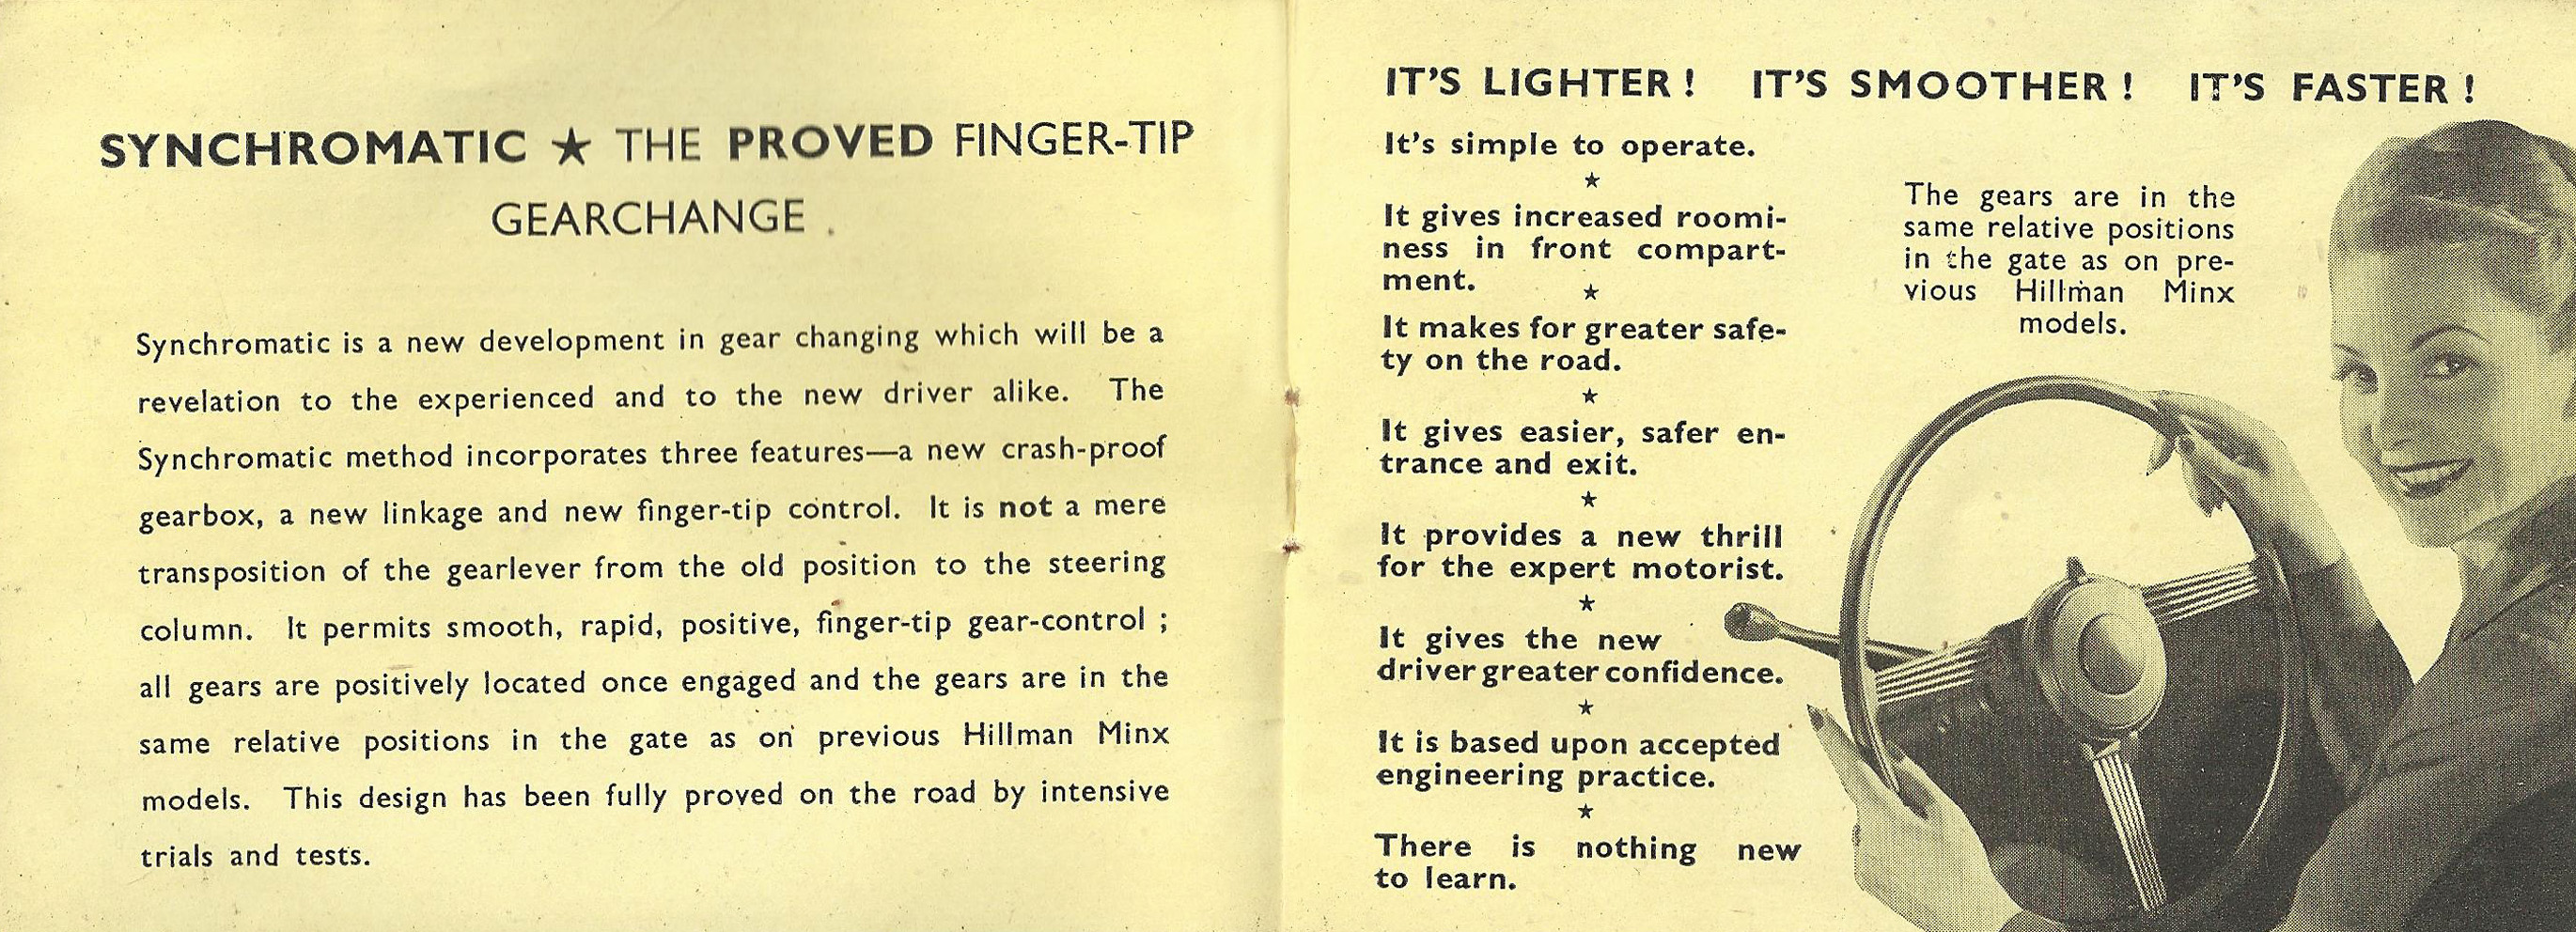 SYNCHROMATIC ★ THE PROVED FINGER-TIP
GEARCHANGE .
Synchromatic is a new development in gear changing which will be a
revelation to the experienced and to the new driver alike. The
Synchromatic method incorporates three features—a new crash-proof
gearbox, a new linkage and new finger-tip control. It is not a mere
transposition of the gearlever from the old position to the steering
column. It permits smooth, rapid, positive, finger-tip gear-control ;
all gears are positively located once engaged and the gears are in the
same relative positions in the gate as on previous Hillman Minx
models. This design has been fully proved on the road by intensive
trials and tests.
IT'S LIGHTER ! IT'S SMOOTHER ! IT'S FASTER !
It's simple to operate.
★
It gives increased roomi-
ness in front compart-
ment.
★
It makes for greater safe-
ty on the road.
★
It gives easier, safer en-
trance and exit.
★
It provides a new thrill
for the expert motorist.
★
It gives the new
driver greater confidence.
★
It is based upon accepted
engineering practice.
★
There is nothing new
to learn.
The gears are in the
same relative positions
in the gate as on pre-
vious Hillman Minx
models.